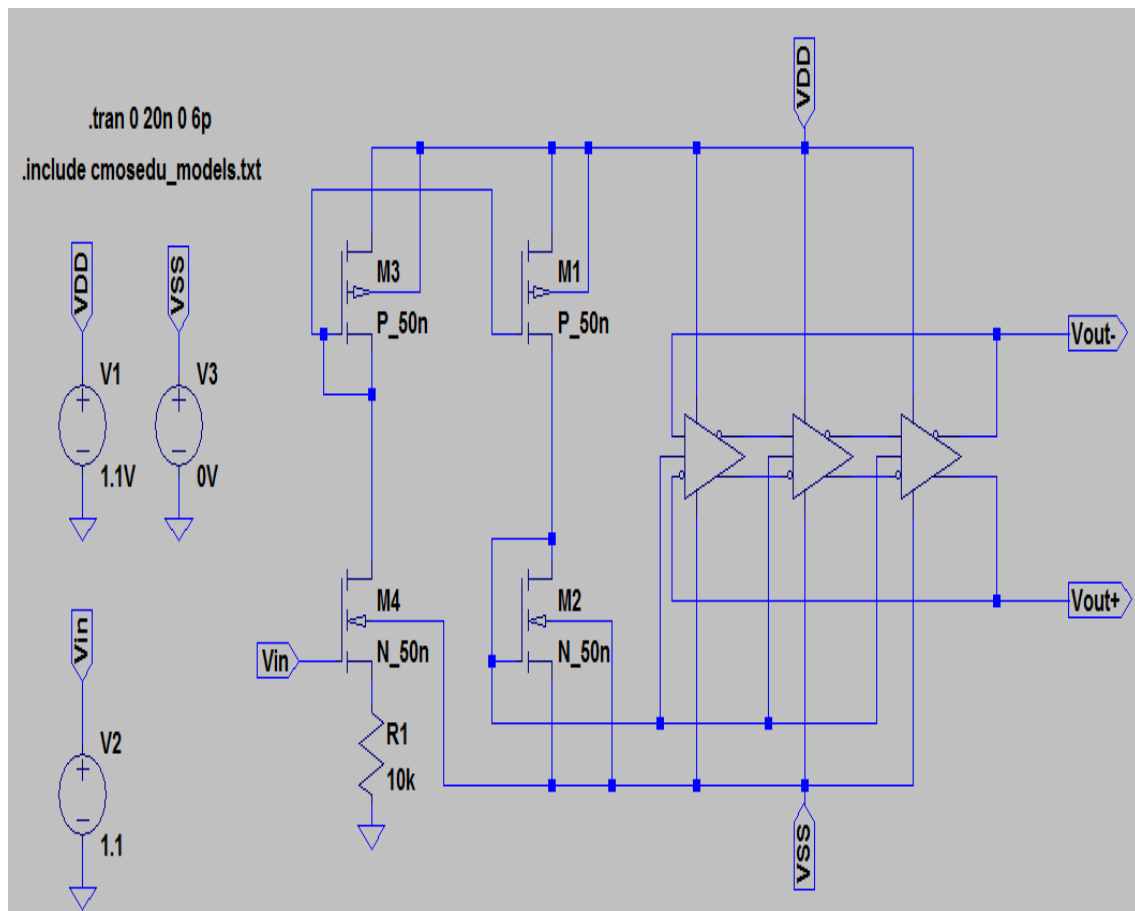 .tran 0 20n 0 6p
.include cmosedu_models.txt
VDD
VDD
VSS
V1
1.1V
V3
0V
M3
P_50n
M1
P_50n
Vout-
M4
N_50n
M2
N_50n
Vout+
Vin
Vin
V2
1.1
R1
10k
VSS